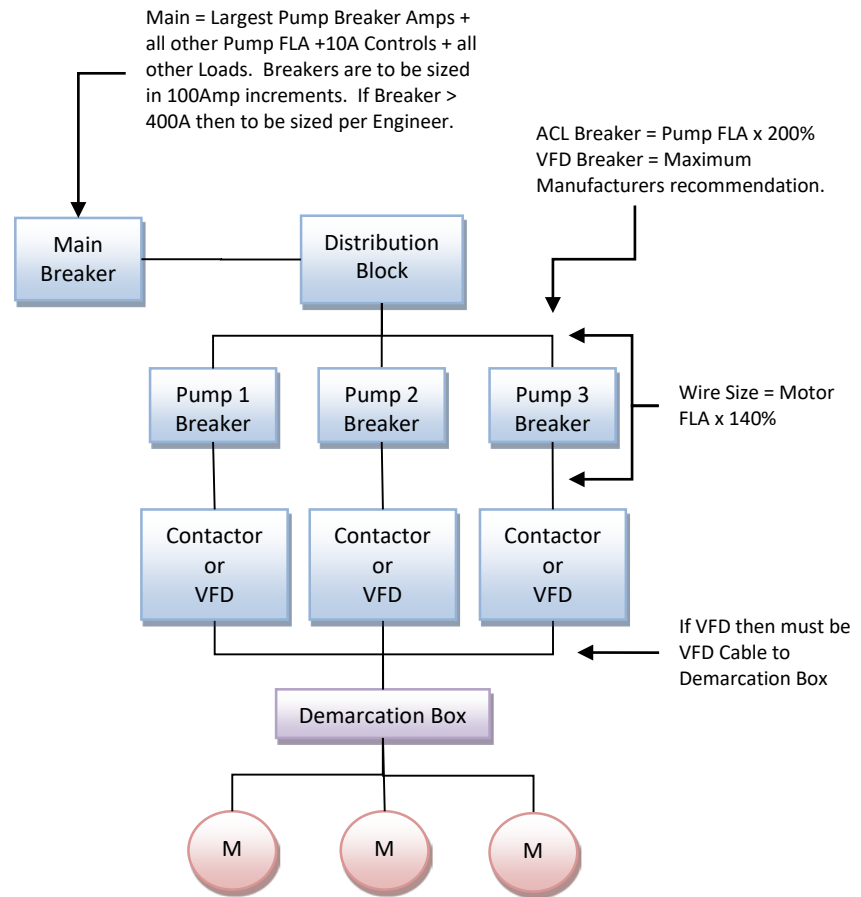 Main = Largest Pump Breaker Amps +
all other Pump FLA +10A Controls + all
other Loads.  Breakers are to be sized
in 100Amp increments.  If Breaker >
400A then to be sized per Engineer.
ACL Breaker = Pump FLA x 200%
VFD Breaker = Maximum
Manufacturers recommendation.
Main
Breaker
Distribution
Block
Pump 1
Breaker
Pump 2
Breaker
Pump 3
Breaker
Wire Size = Motor
FLA x 140%
Contactor
or
VFD
Contactor
or
VFD
Contactor
or
VFD
If VFD then must be
VFD Cable to
Demarcation Box
Demarcation Box
M
M
M